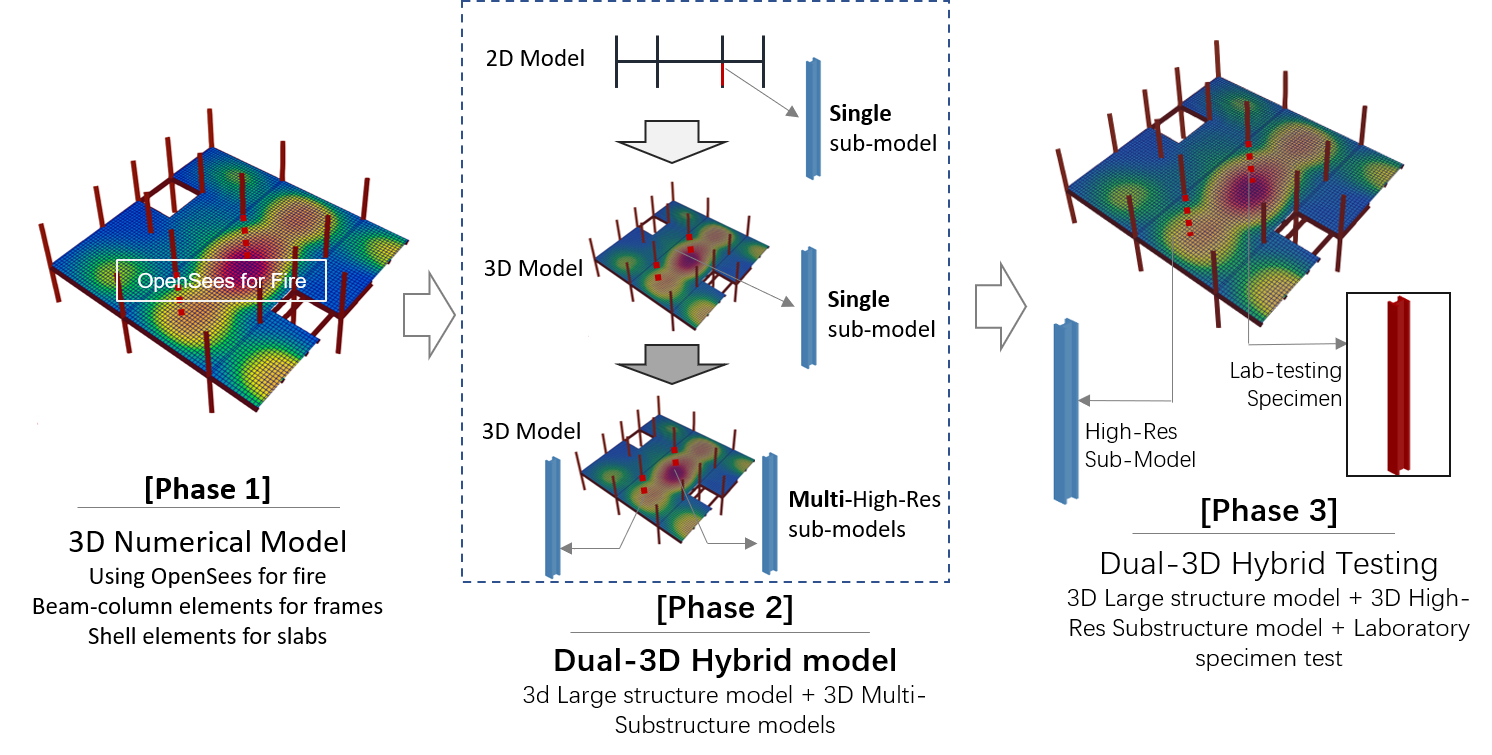 OpenSees for Fire
[Phase 1]
3D Numerical Model
Using OpenSees for fire
Beam-column elements for frames
Shell elements for slabs
2D Model
Single
sub-model
3D Model
Single
sub-model
3D Model
Multi-High-Res
sub-models
[Phase 2]
Dual-3D Hybrid model
3d Large structure model + 3D Multi-
Substructure models
Lab-testing
Specimen
High-Res
Sub-Model
[Phase 3]
Dual-3D Hybrid Testing
3D Large structure model + 3D High-
Res Substructure model + Laboratory
specimen test